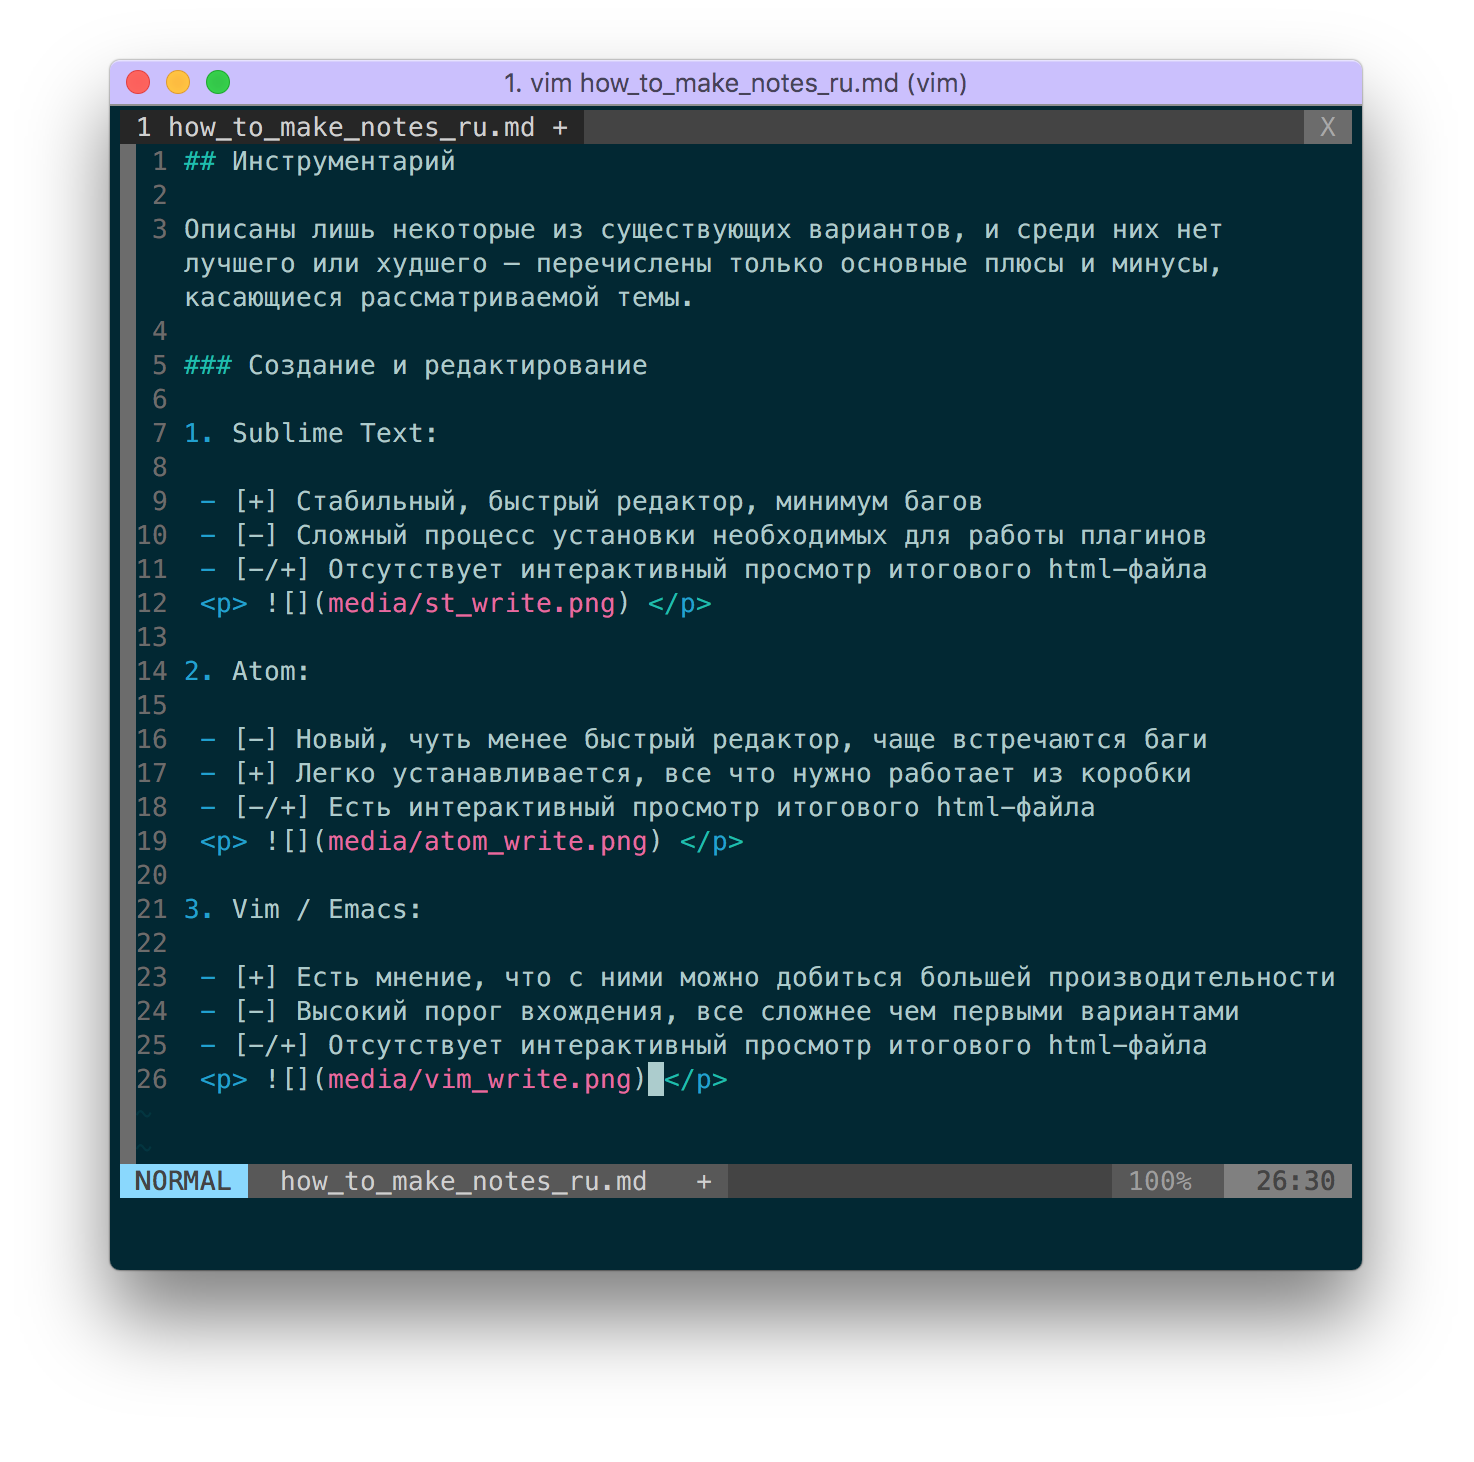 1. vim how_to_make_notes_ru.md (vim)
1 how_to_make_notes_ru.md + X
1 ## Инструментарий
2
3 Описаны лишь некоторые из существующих вариантов, и среди них нет
лучшего или худшего – перечислены только основные плюсы и минусы,
касающиеся рассматриваемой темы.
4
5 ### Создание и редактирование
6
7 1. Sublime Text:
8
9 - [+] Стабильный, быстрый редактор, минимум багов
10 - [-] Сложный процесс установки необходимых для работы плагинов
11 - [-/+] Отсутствует интерактивный просмотр итогового html-файла
12 <p> ![](media/st_write.png) </p>
13
14 2. Atom:
15
16 - [-] Новый, чуть менее быстрый редактор, чаще встречаются баги
17 - [+] Легко устанавливается, все что нужно работает из коробки
18 - [-/+] Есть интерактивный просмотр итогового html-файла
19 <p> ![](media/atom_write.png) </p>
20
21 3. Vim / Emacs:
22
23 - [+] Есть мнение, что с ними можно добиться большей производительности
24 - [-] Высокий порог вхождения, все сложнее чем первыми вариантами
25 - [-/+] Отсутствует интерактивный просмотр итогового html-файла
26 <p> ![](media/vim_write.png) </p>
~
~
NORMAL how_to_make_notes_ru.md + 100% 26:30